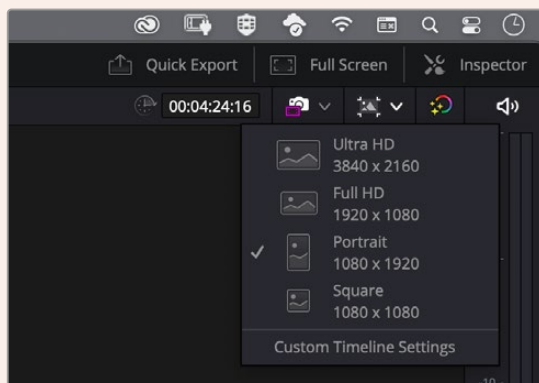 Quick Export
Full Screen
Inspector
00:04:24:16
Ultra HD
3840 x 2160
Full HD
1920 x 1080
Portrait
1080 x 1920
Square
1080 x 1080
Custom Timeline Settings
10